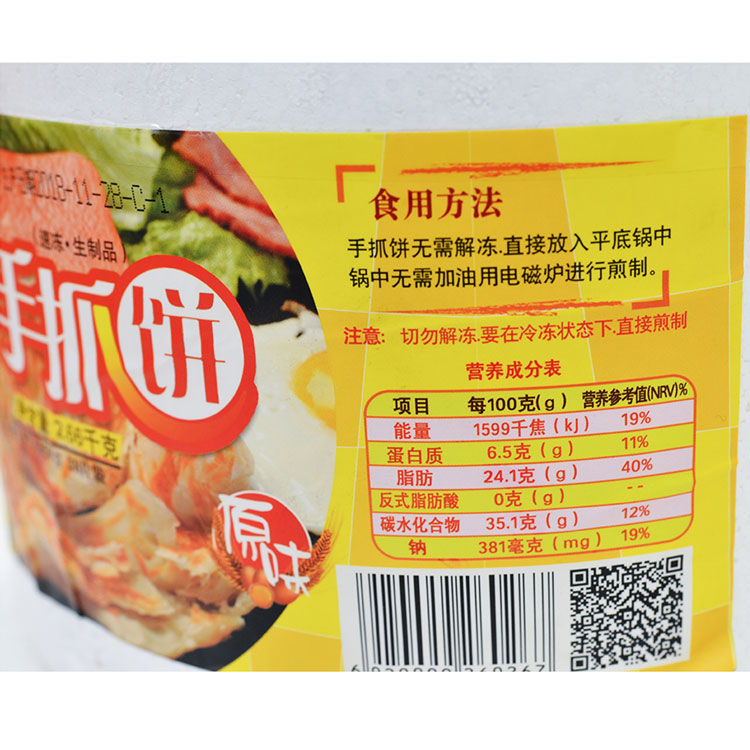 2018-11-28-C-1
(速冻·生制品)
手抓饼
净含量:2.66千克
原味
食用方法
手抓饼无需解冻.直接放入平底锅中
锅中无需加油用电磁炉进行煎制。
注意: 切勿解冻.要在冷冻状态下.直接煎制
营养成分表
项目 每100克(g) 营养参考值(NRV)%
能量 1599千焦 (kj) 19%
蛋白质 6.5克 (g) 11%
脂肪 24.1克 (g) 40%
反式脂肪酸 0克 (g) --
碳水化合物 35.1克 (g) 12%
钠 381毫克 (mg) 19%